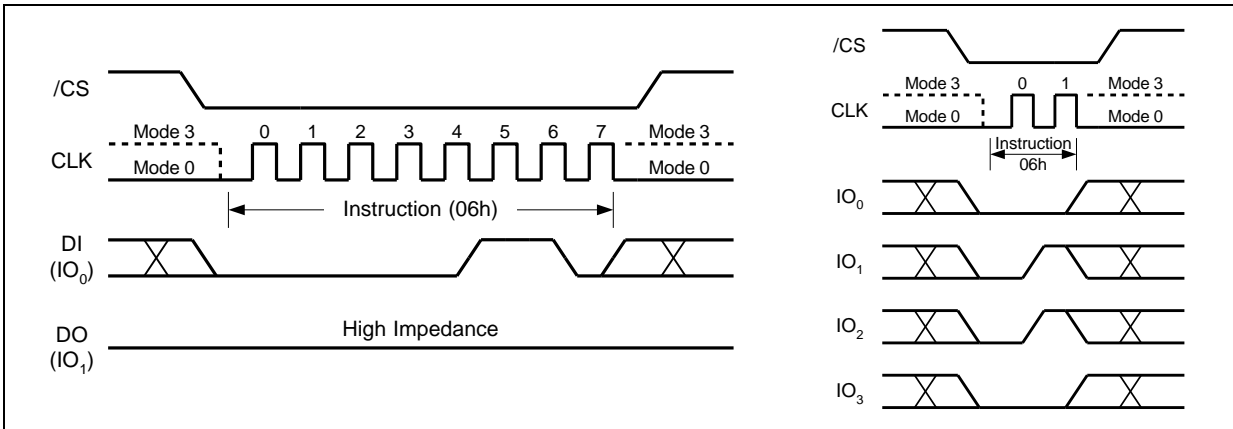 /CS
Mode 3 0 1 2 3 4 5 6 7 Mode 3
CLK Mode 0 Mode 0
Instruction (06h)
DI
(IO0)
DO High Impedance
(IO1)
/CS
Mode 3 0 1 Mode 3
CLK Mode 0 Mode 0
Instruction
06h
IO0
IO1
IO2
IO3